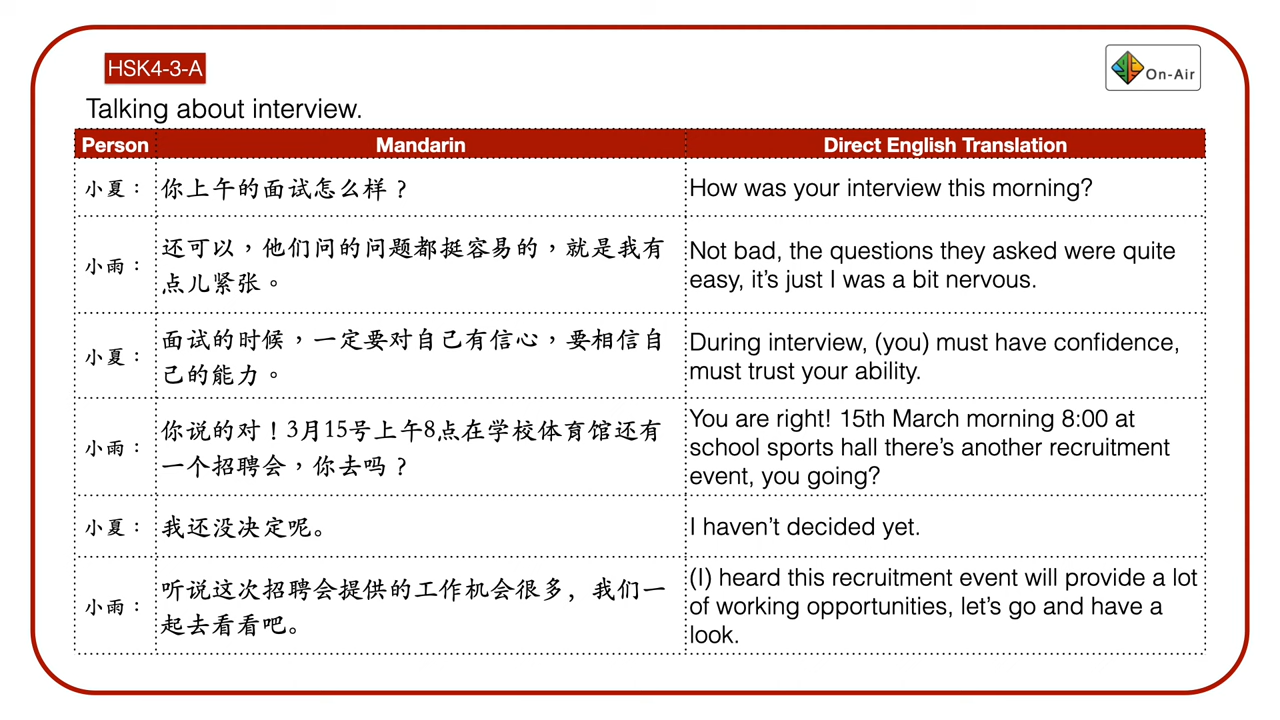 HSK4-3-A
On-Air
Talking about interview.
Person Mandarin Direct English Translation
小夏： 你上午的面试怎么样？ How was your interview this morning?
小雨： 还可以，他们问的问题都挺容易的，就是我有
点儿紧张。
Not bad, the questions they asked were quite
easy, it’s just I was a bit nervous.
小夏： 面试的时候，一定要对自己有信心，要相信自
己的能力。
During interview, (you) must have confidence,
must trust your ability.
小雨： 你说的对！3月15号上午8点在学校体育馆还有
一个招聘会，你去吗？
You are right! 15th March morning 8:00 at
school sports hall there’s another recruitment
event, you going?
小夏： 我还没决定呢。 I haven’t decided yet.
小雨： 听说这次招聘会提供的工作机会很多，我们一
起去看看吧。
(I) heard this recruitment event will provide a lot
of working opportunities, let’s go and have a
look.